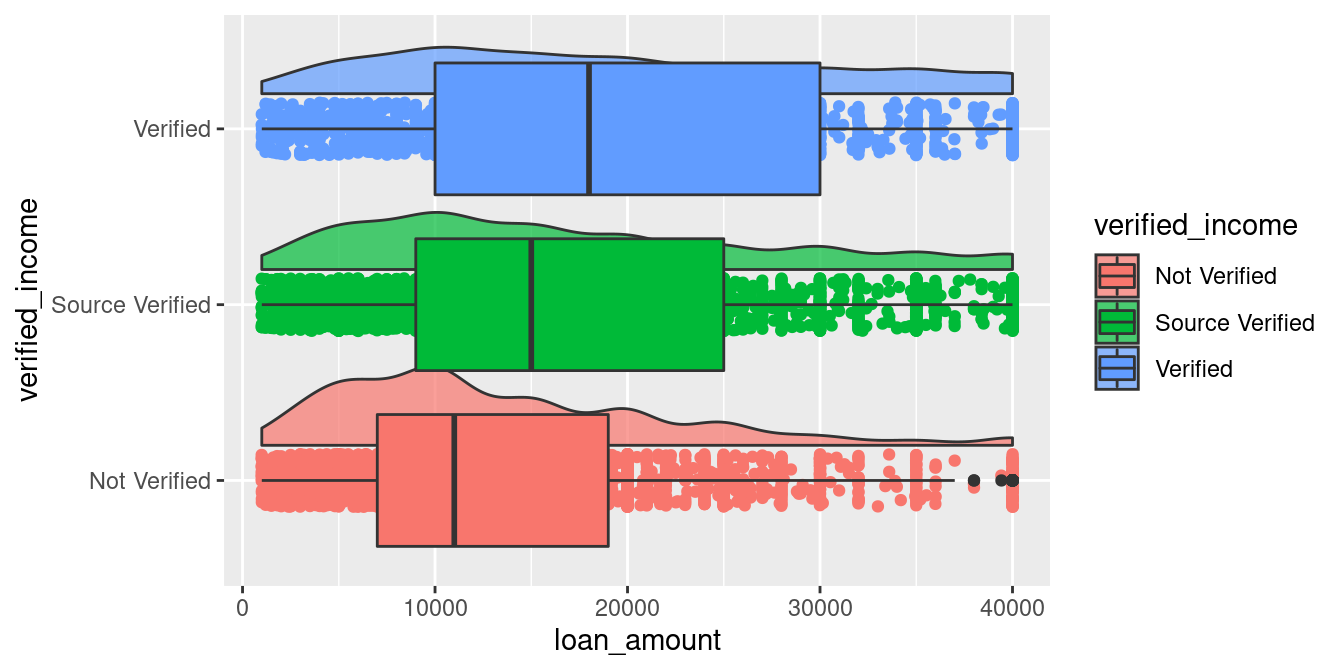 verified_income
Verified
Source Verified
Not Verified
0
10000
20000
30000
40000
loan_amount
verified_income
Not Verified
Source Verified
Verified